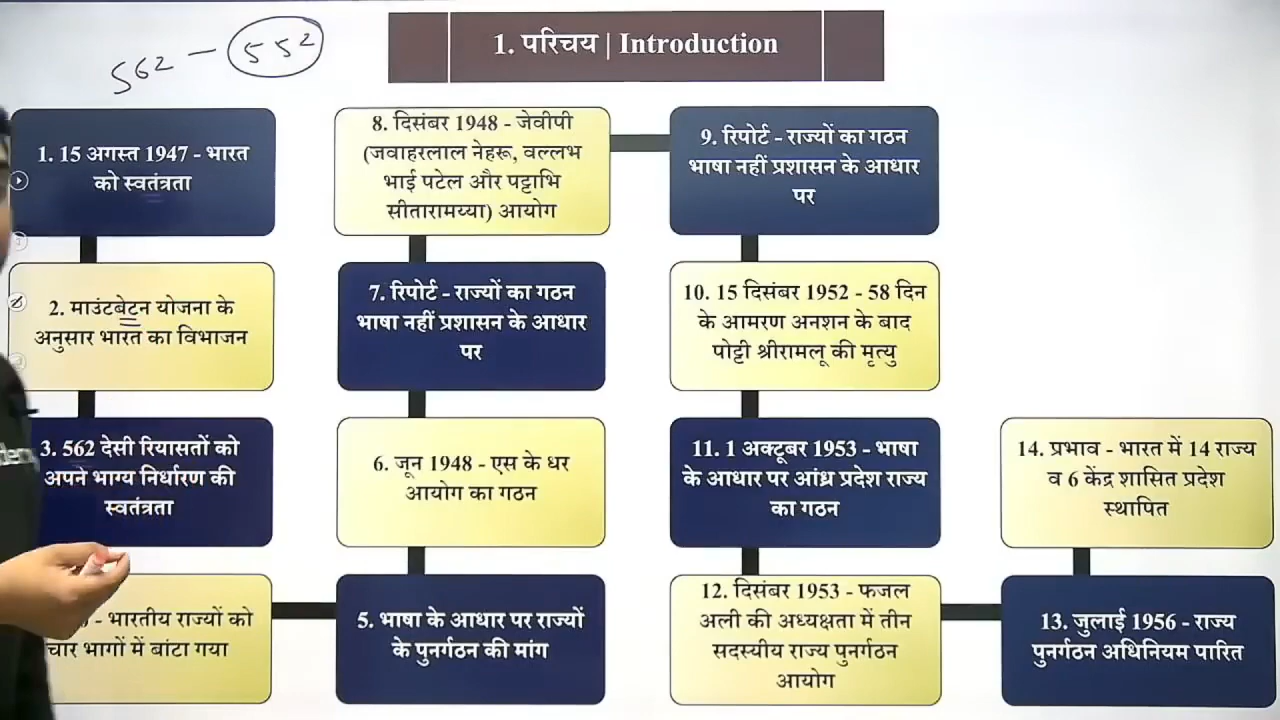 562 - 552
1. परिचय | Introduction
1. 15 अगस्त 1947 - भारत
को स्वतंत्रता
2. माउंटबेटन योजना के
अनुसार भारत का विभाजन
3. 562 देसी रियासतों को
अपने भाग्य निर्धारण की
स्वतंत्रता
- भारतीय राज्यों को
चार भागों में बांटा गया
5. भाषा के आधार पर राज्यों
के पुनर्गठन की मांग
6. जून 1948 - एस के धर
आयोग का गठन
7. रिपोर्ट - राज्यों का गठन
भाषा नहीं प्रशासन के आधार
पर
8. दिसंबर 1948 - जेवीपी
(जवाहरलाल नेहरू, वल्लभ
भाई पटेल और पट्टाभि
सीतारामय्या) आयोग
9. रिपोर्ट - राज्यों का गठन
भाषा नहीं प्रशासन के आधार
पर
10. 15 दिसंबर 1952 - 58 दिन
के आमरण अनशन के बाद
पोट्टी श्रीरामलू की मृत्यु
11. 1 अक्टूबर 1953 - भाषा
के आधार पर आंध्र प्रदेश राज्य
का गठन
12. दिसंबर 1953 - फजल
अली की अध्यक्षता में तीन
सदस्यीय राज्य पुनर्गठन
आयोग
13. जुलाई 1956 - राज्य
पुनर्गठन अधिनियम पारित
14. प्रभाव - भारत में 14 राज्य
व 6 केंद्र शासित प्रदेश
स्थापित